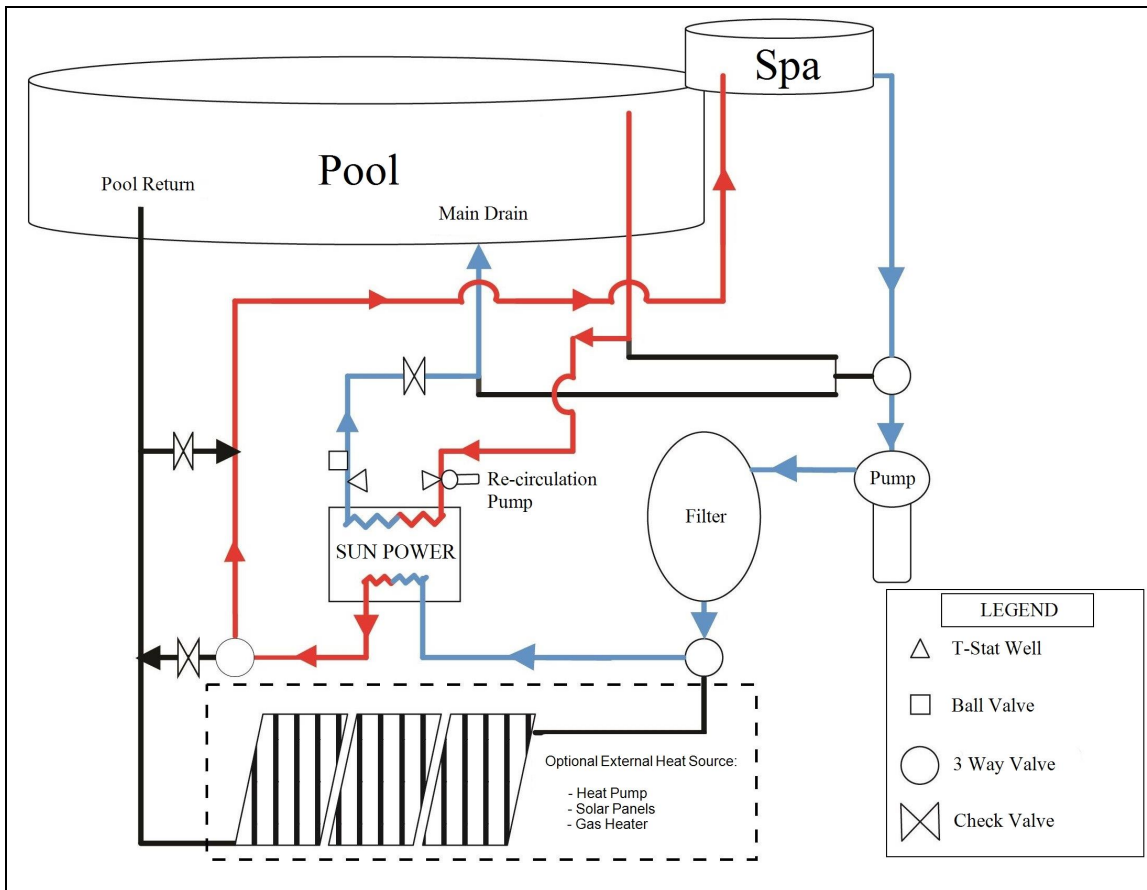 Spa
Pool
Pool Return
Main Drain
Re-circulation
Pump
Pump
Filter
SUN POWER
LEGEND
T-Stat Well
Ball Valve
3 Way Valve
Check Valve
Optional External Heat Source:
- Heat Pump
- Solar Panels
- Gas Heater